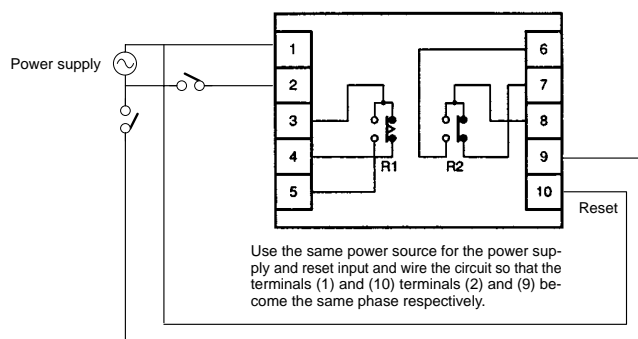 Power supply
1
2
3
4
5
R1
R2
6
7
8
9
10
Reset
Use the same power source for the power sup-
ply and reset input and wire the circuit so that the
terminals (1) and (10) terminals (2) and (9) be-
come the same phase respectively.